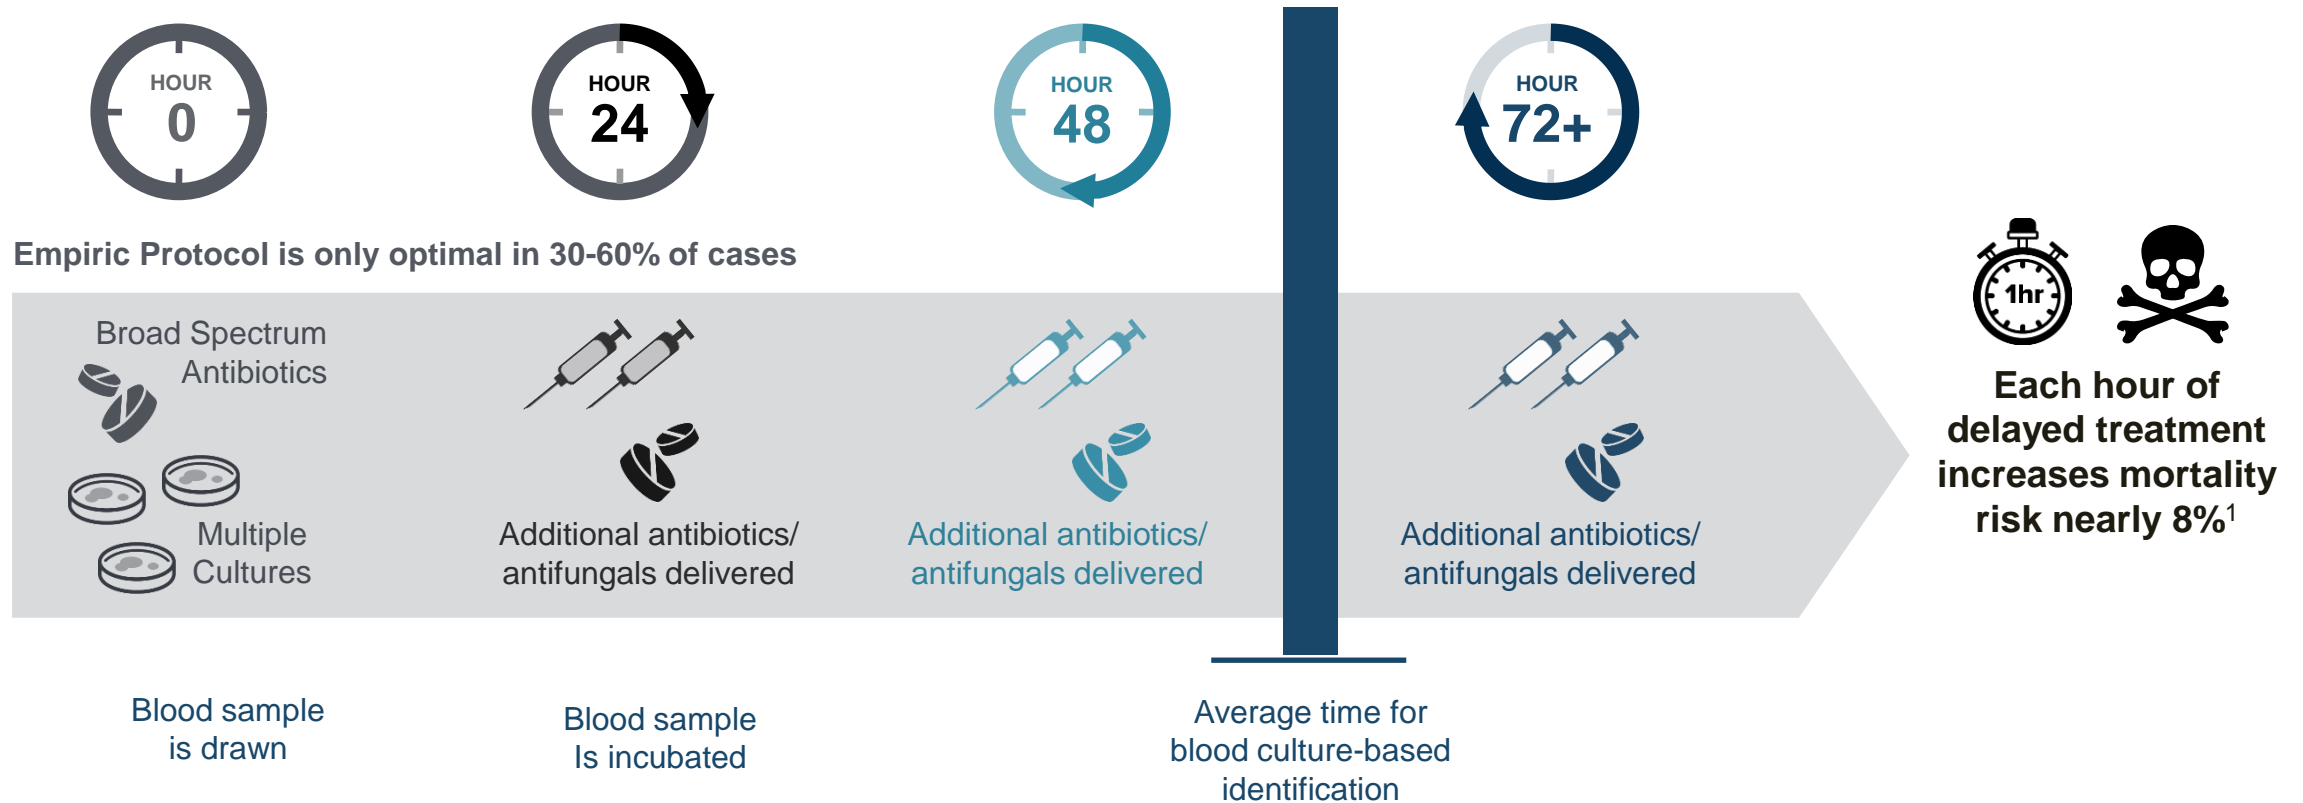 HOUR
0
HOUR
24
HOUR
48
HOUR
72+
Empiric Protocol is only optimal in 30-60% of cases
Broad Spectrum
Antibiotics
Multiple
Cultures
Additional antibiotics/
antifungals delivered
Additional antibiotics/
antifungals delivered
Additional antibiotics/
antifungals delivered
1hr
Each hour of
delayed treatment
increases mortality
risk nearly 8%¹
Blood sample
is drawn
Blood sample
Is incubated
Average time for
blood culture-based
identification